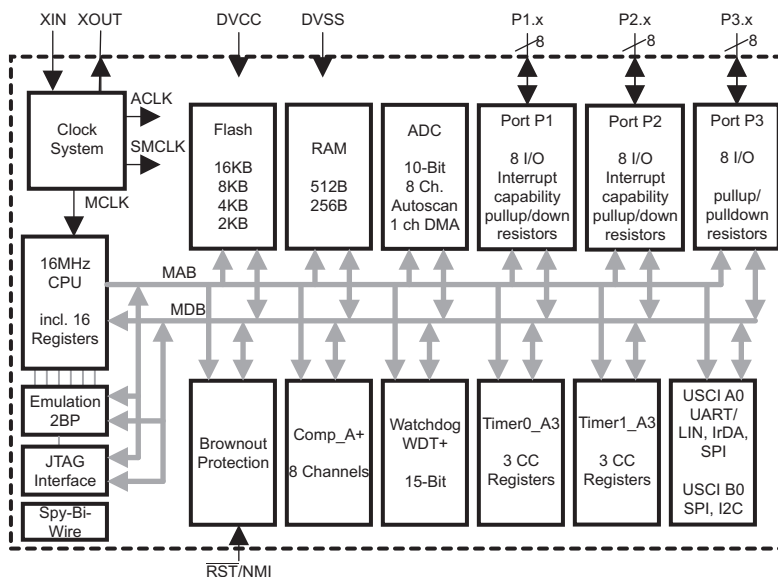 XIN XOUT DVCC DVSS P1.x P2.x P3.x
8 8 8
ACLK
Clock
System
SMCLK
MCLK
Flash
16KB
8KB
4KB
2KB
RAM
512B
256B
ADC
10-Bit
8 Ch.
Autoscan
1 ch DMA
Port P1
8 I/O
Interrupt
capability
pullup/down
resistors
Port P2
8 I/O
Interrupt
capability
pullup/down
resistors
Port P3
8 I/O
pullup/
pulldown
resistors
16MHz
CPU
incl. 16
Registers
MAB
MDB
Emulation
2BP
JTAG
Interface
Spy-Bi-
Wire
Brownout
Protection
Comp_A+
8 Channels
Watchdog
WDT+
15-Bit
Timer0_A3
3 CC
Registers
Timer1_A3
3 CC
Registers
USCI A0
UART/
LIN, IrDA,
SPI
USCI B0
SPI, I2C
RST/NMI